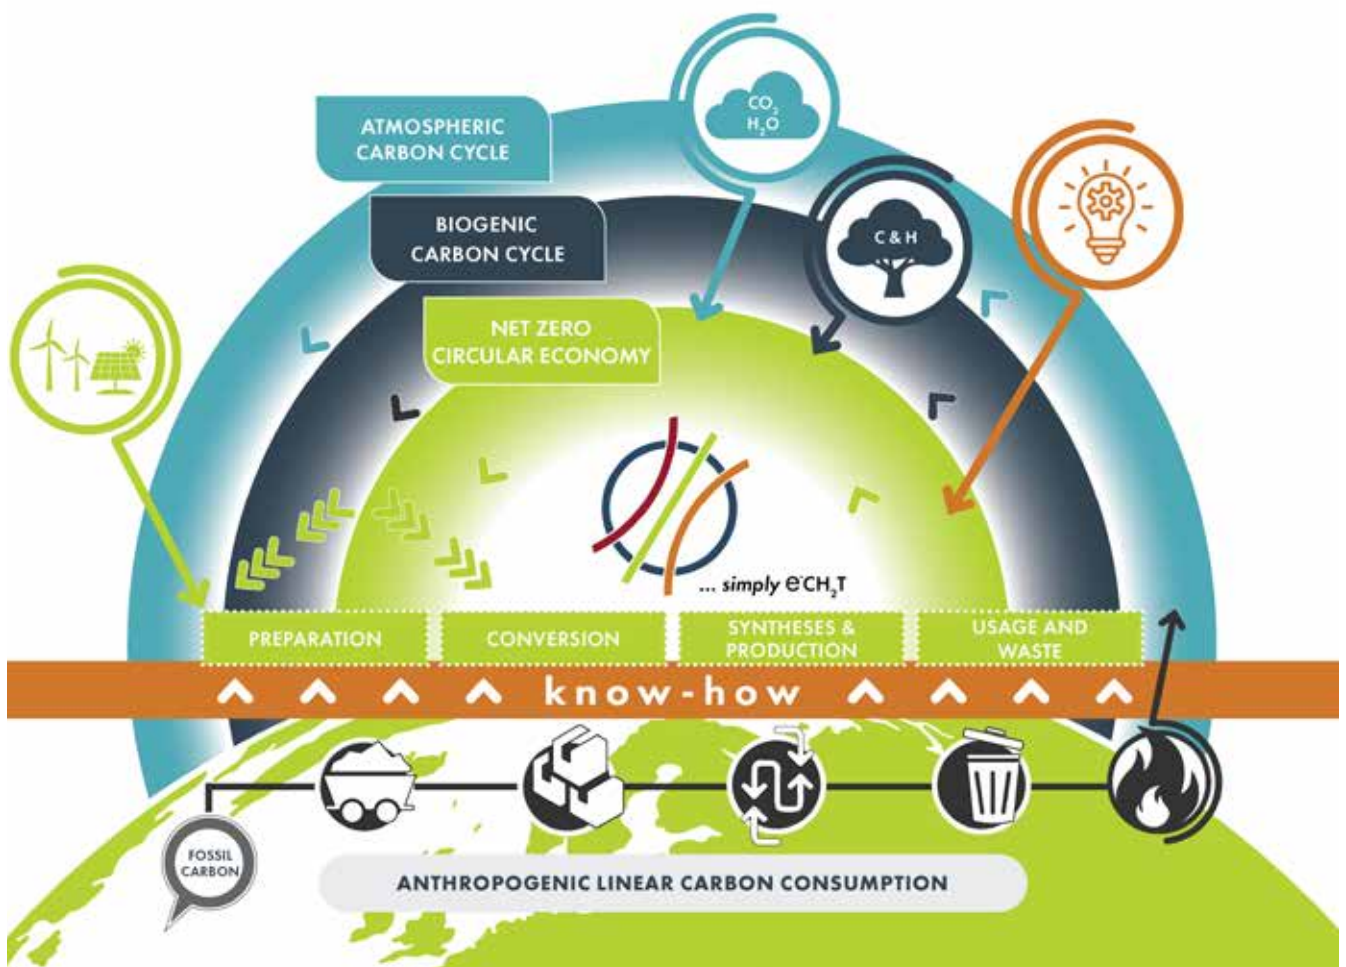 CO₂
H₂O
ATMOSPHERIC
CARBON CYCLE
BIOGENIC
CARBON CYCLE
C & H
NET ZERO
CIRCULAR ECONOMY
... simply e⁻CH₂T
PREPARATION
CONVERSION
SYNTHESES &
PRODUCTION
USAGE AND
WASTE
know-how
FOSSIL
CARBON
ANTHROPOGENIC LINEAR CARBON CONSUMPTION